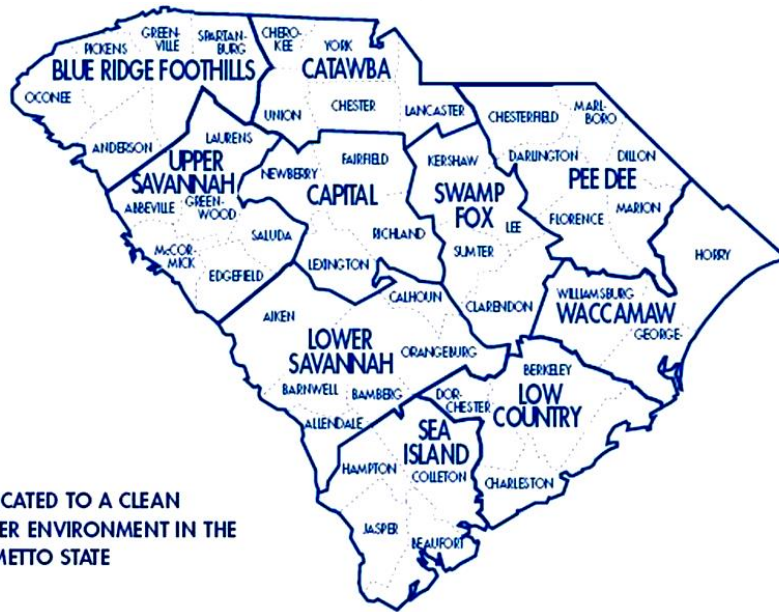 PICKENS
GREEN-
VILLE
SPARTAN-
BURG
BLUE RIDGE FOOTHILLS
OCONEE
ANDERSON
CHERO-
KEE
YORK
CATAWBA
UNION
CHESTER
LANCASTER
LAURENS
UPPER
SAVANNAH
ABBEVILLE
GREEN-
WOOD
McCOR-
MICK
SALUDA
EDGEFIELD
NEWBERRY
FAIRFIELD
CAPITAL
RICHLAND
LEXINGTON
KERSHAW
SWAMP
FOX
LEE
SUMTER
CLARENDON
CHESTERFIELD
MARL-
BORO
DARLINGTON
DILLON
PEE DEE
FLORENCE
MARION
HORRY
WILLIAMSBURG
WACCAMAW
GEORGE-
CALHOUN
AIKEN
LOWER
SAVANNAH
ORANGEBURG
BARNWELL
BAMBERG
ALLENDALE
BERKELEY
DOR-
CHESTER
LOW
COUNTRY
CHARLESTON
SEA
ISLAND
HAMPTON
COLLETON
JASPER
BEAUFORT
CATED TO A CLEAN
ER ENVIRONMENT IN THE
METTO STATE